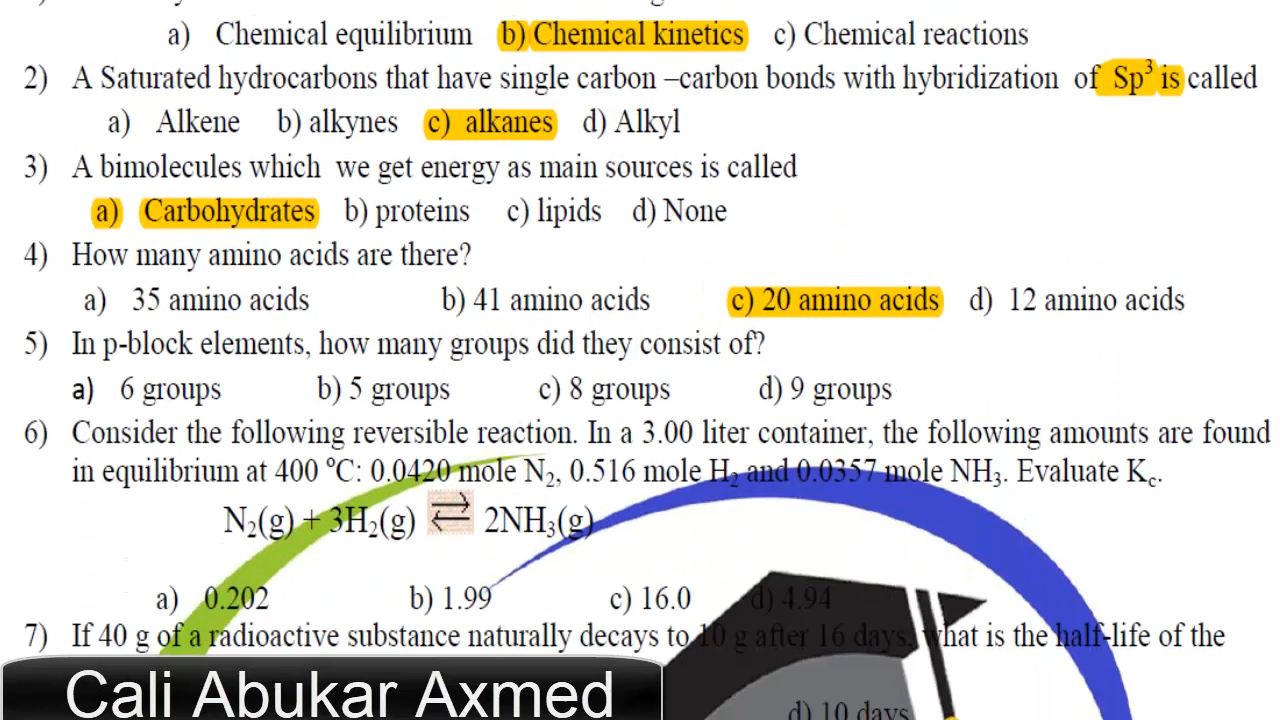 a) Chemical equilibrium b) Chemical kinetics c) Chemical reactions
2) A Saturated hydrocarbons that have single carbon –carbon bonds with hybridization of Sp³ is called
a) Alkene b) alkynes c) alkanes d) Alkyl
3) A bimolecules which we get energy as main sources is called
a) Carbohydrates b) proteins c) lipids d) None
4) How many amino acids are there?
a) 35 amino acids b) 41 amino acids c) 20 amino acids d) 12 amino acids
5) In p-block elements, how many groups did they consist of?
a) 6 groups b) 5 groups c) 8 groups d) 9 groups
6) Consider the following reversible reaction. In a 3.00 liter container, the following amounts are found
in equilibrium at 400 ºC: 0.0420 mole N₂, 0.516 mole H₂ and 0.0357 mole NH₃. Evaluate K꜀.
N₂(g) + 3H₂(g) ⇄ 2NH₃(g)
a) 0.202 b) 1.99 c) 16.0 d) 4.94
7) If 40 g of a radioactive substance naturally decays to 10 g after 16 days, what is the half-life of the
d) 10 days
Cali Abukar Axmed